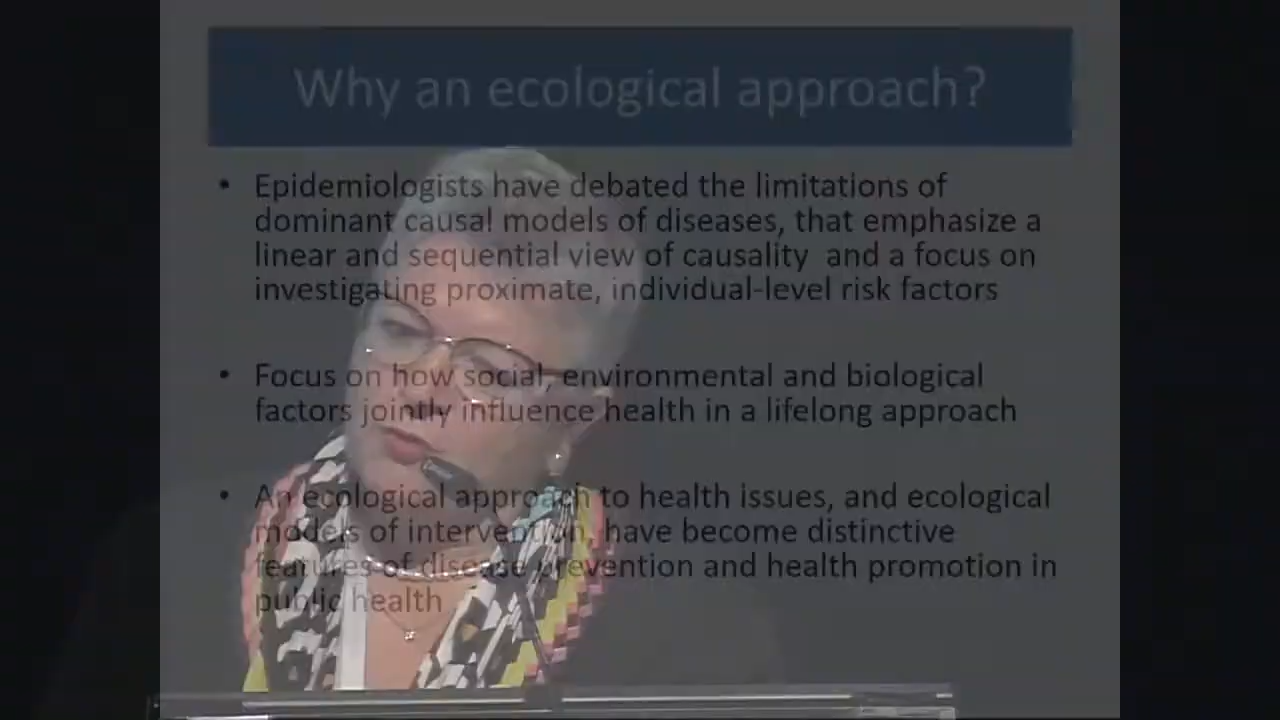 Why an ecological approach?
• Epidemiologists have debated the limitations of
dominant causal models of diseases, that emphasize a
linear and sequential view of causality  and a focus on
investigating proximate, individual-level risk factors
• Focus on how social, environmental and biological
factors jointly influence health in a lifelong approach
• An ecological approach to health issues, and ecological
models of intervention, have become distinctive
features of disease prevention and health promotion in
public health